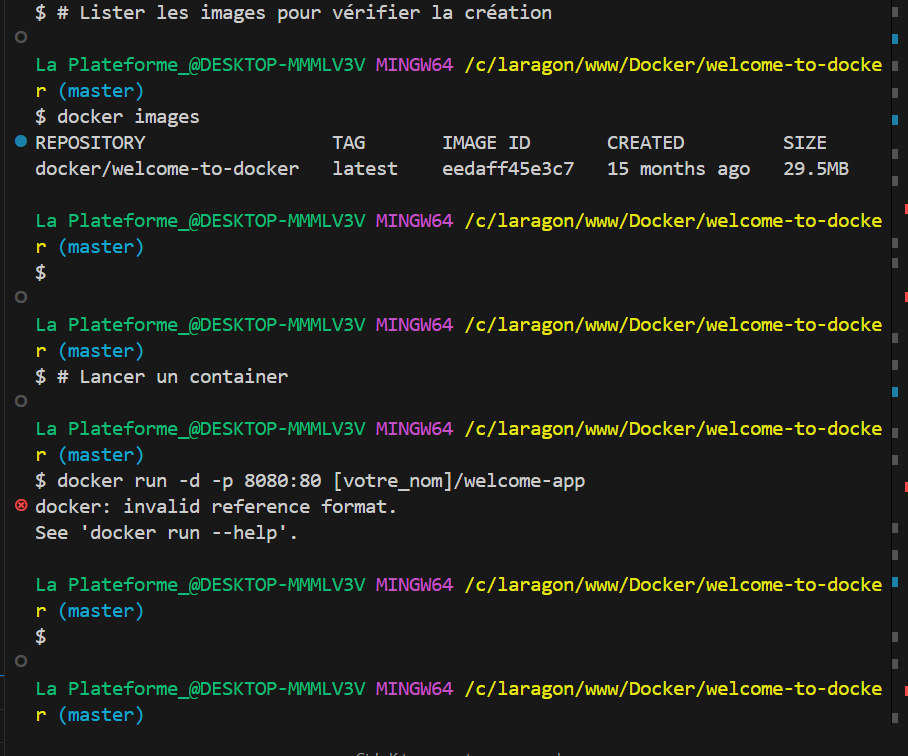 $ # Lister les images pour vérifier la création
La Plateforme_@DESKTOP-MMMLV3V MINGW64 /c/laragon/www/Docker/welcome-to-docke
r (master)
$ docker images
REPOSITORY TAG IMAGE ID CREATED SIZE
docker/welcome-to-docker latest eedaff45e3c7 15 months ago 29.5MB
La Plateforme_@DESKTOP-MMMLV3V MINGW64 /c/laragon/www/Docker/welcome-to-docke
r (master)
$
La Plateforme_@DESKTOP-MMMLV3V MINGW64 /c/laragon/www/Docker/welcome-to-docke
r (master)
$ # Lancer un container
La Plateforme_@DESKTOP-MMMLV3V MINGW64 /c/laragon/www/Docker/welcome-to-docke
r (master)
$ docker run -d -p 8080:80 [votre_nom]/welcome-app
docker: invalid reference format.
See 'docker run --help'.
La Plateforme_@DESKTOP-MMMLV3V MINGW64 /c/laragon/www/Docker/welcome-to-docke
r (master)
$
La Plateforme_@DESKTOP-MMMLV3V MINGW64 /c/laragon/www/Docker/welcome-to-docke
r (master)